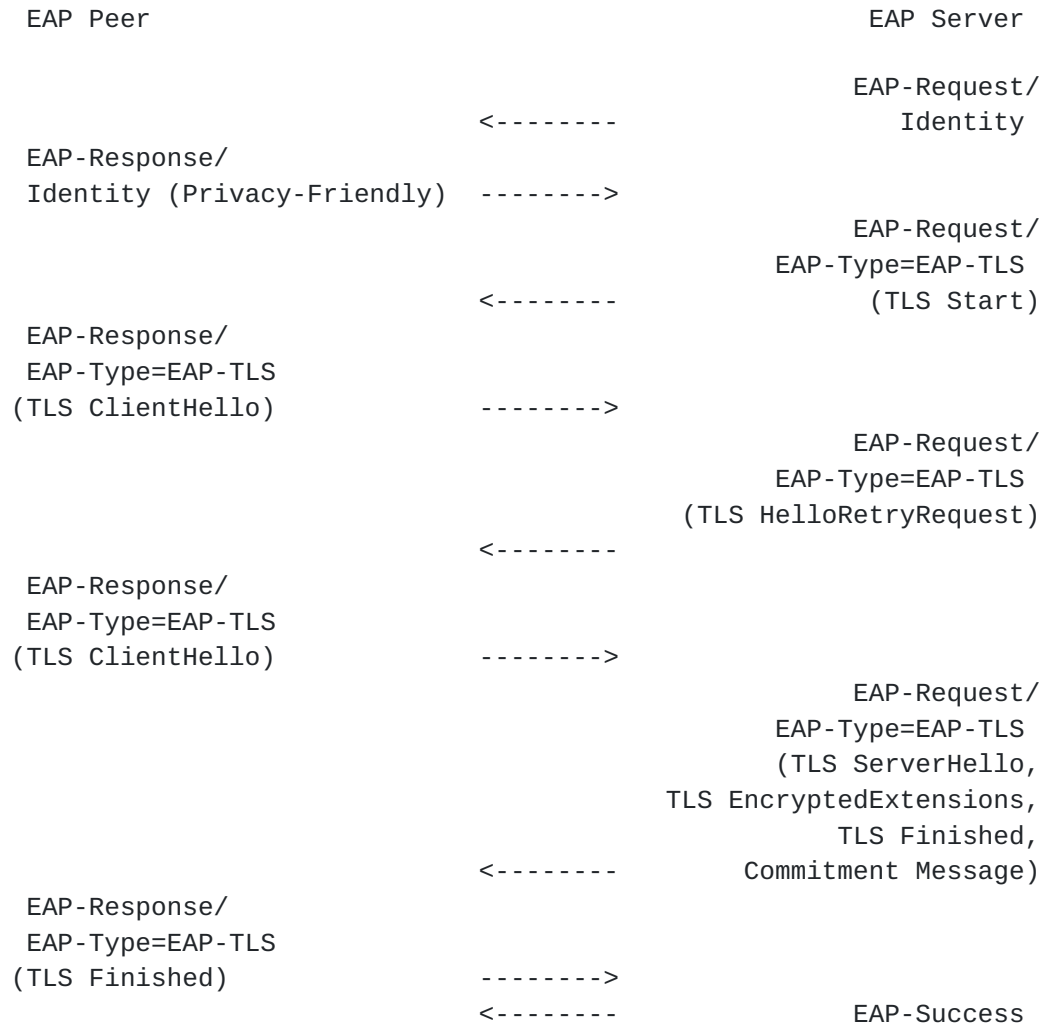 EAP Peer                                               EAP Server

                                                      EAP-Request/
                              <--------                  Identity
 EAP-Response/
 Identity (Privacy-Friendly)  -------->
                                                      EAP-Request/
                                                 EAP-Type=EAP-TLS
                              <--------                (TLS Start)
 EAP-Response/
 EAP-Type=EAP-TLS
(TLS ClientHello)             -------->
                                                      EAP-Request/
                                                 EAP-Type=EAP-TLS
                                           (TLS HelloRetryRequest)
                              <--------
 EAP-Response/
 EAP-Type=EAP-TLS
(TLS ClientHello)             -------->
                                                      EAP-Request/
                                                 EAP-Type=EAP-TLS
                                                 (TLS ServerHello,
                                          TLS EncryptedExtensions,
                                                     TLS Finished,
                              <--------        Commitment Message)
 EAP-Response/
 EAP-Type=EAP-TLS
(TLS Finished)                -------->
                              <--------               EAP-Success